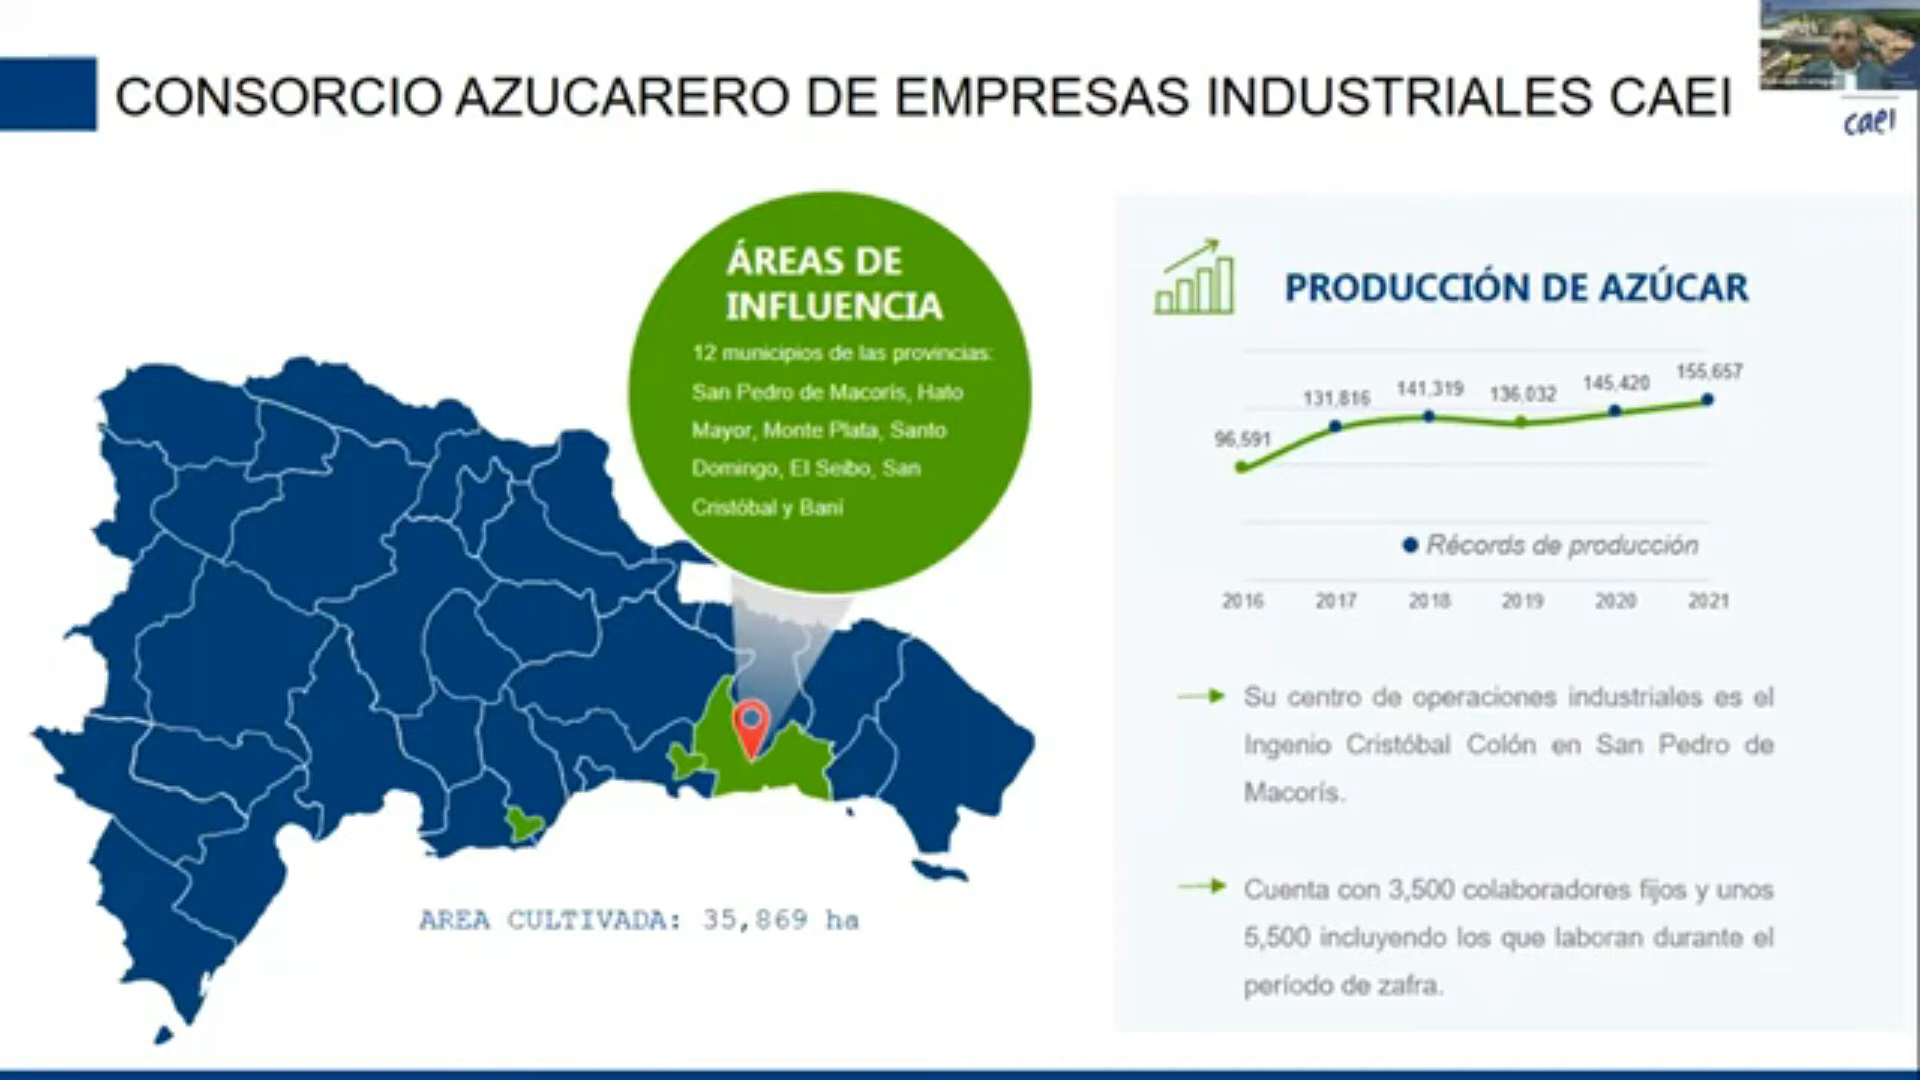 CONSORCIO AZUCARERO DE EMPRESAS INDUSTRIALES CAEI
caei
ÁREAS DE
INFLUENCIA
12 municipios de las provincias:
San Pedro de Macorís, Hato
Mayor, Monte Plata, Santo
Domingo, El Seibo, San
Cristóbal y Baní
AREA CULTIVADA: 35,869 ha
PRODUCCIÓN DE AZÚCAR
96,591
131,816
141,319
136,032
145,420
155,657
Récords de producción
2016 2017 2018 2019 2020 2021
Su centro de operaciones industriales es el
Ingenio Cristóbal Colón en San Pedro de
Macorís.
Cuenta con 3,500 colaboradores fijos y unos
5,500 incluyendo los que laboran durante el
período de zafra.